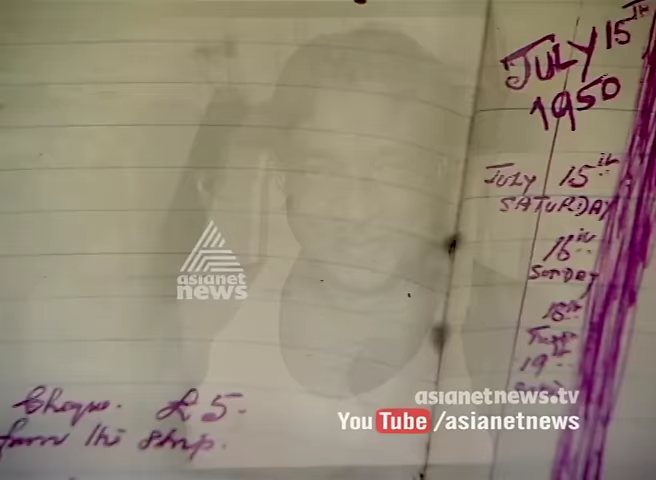 JULY 15th
1950
JULY 15th
SATURDAY
16th
SUNDAY
18th
19th
asianet
news
Cheque. £ 5.
from the ship.
asianetnews.tv
YouTube /asianetnews